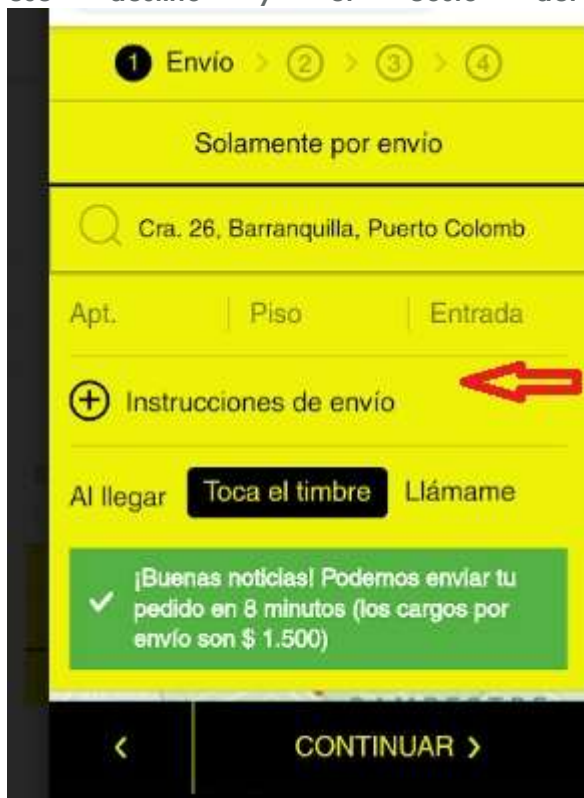 1 Envío > 2 > 3 > 4
Solamente por envío
Cra. 26, Barranquilla, Puerto Colomb
Apt. Piso Entrada
Instrucciones de envío
Al llegar Toca el timbre Llámame
¡Buenas noticias! Podemos enviar tu
pedido en 8 minutos (los cargos por
envío son $ 1.500)
< CONTINUAR >